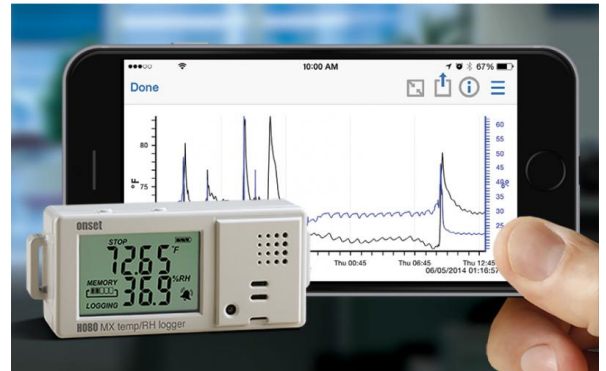 10:00 AM
67%
Done
°F
80
75
60
55
50
45
40
35
30
25
%
Thu 00:45
Thu 06:45
Thu 12:45
06/05/2014 01:16:57
onset
STOP
72.65 °F
MEMORY
36.9 %RH
LOGGING
HOBO MX temp/RH logger